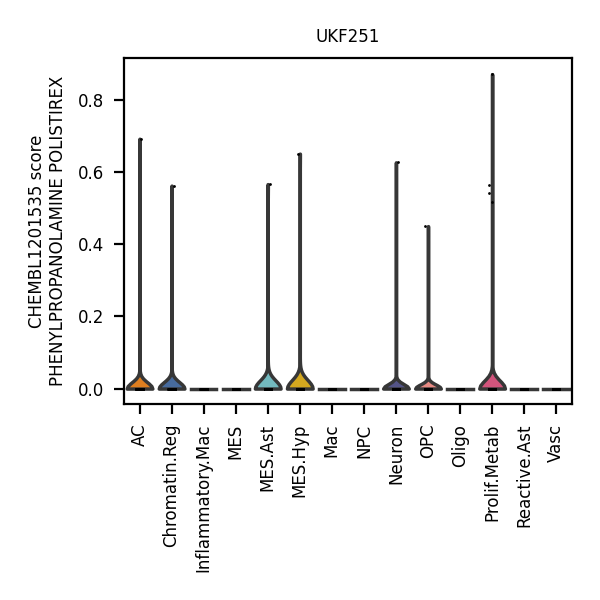 UKF251
CHEMBL1201535 score
PHENYLPROPANOLAMINE POLISTIREX
0.8
0.6
0.4
0.2
0.0
AC
Chromatin.Reg
Inflammatory.Mac
MES
MES.Ast
MES.Hyp
Mac
NPC
Neuron
OPC
Oligo
Prolif.Metab
Reactive.Ast
Vasc